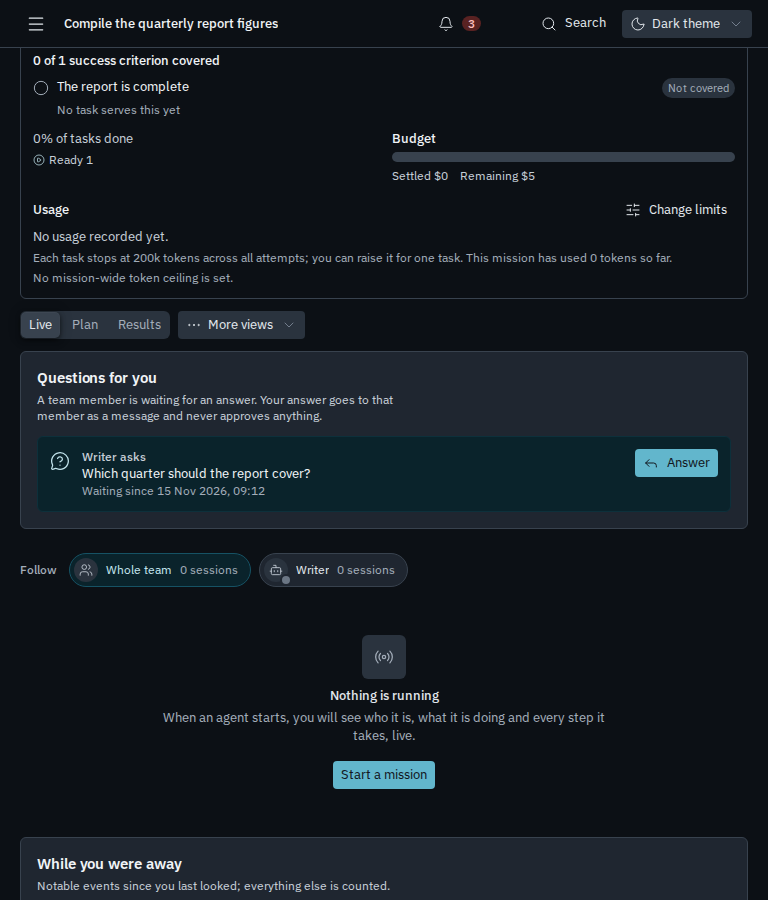 Compile the quarterly report figures
3
Search
Dark theme
0 of 1 success criterion covered
The report is complete
Not covered
No task serves this yet
0% of tasks done
Ready 1
Budget
Settled $0 Remaining $5
Usage
Change limits
No usage recorded yet.
Each task stops at 200k tokens across all attempts; you can raise it for one task. This mission has used 0 tokens so far.
No mission-wide token ceiling is set.
Live Plan Results More views
Questions for you
A team member is waiting for an answer. Your answer goes to that
member as a message and never approves anything.
Writer asks
Which quarter should the report cover?
Waiting since 15 Nov 2026, 09:12
Answer
Follow Whole team 0 sessions Writer 0 sessions
Nothing is running
When an agent starts, you will see who it is, what it is doing and every step it
takes, live.
Start a mission
While you were away
Notable events since you last looked; everything else is counted.